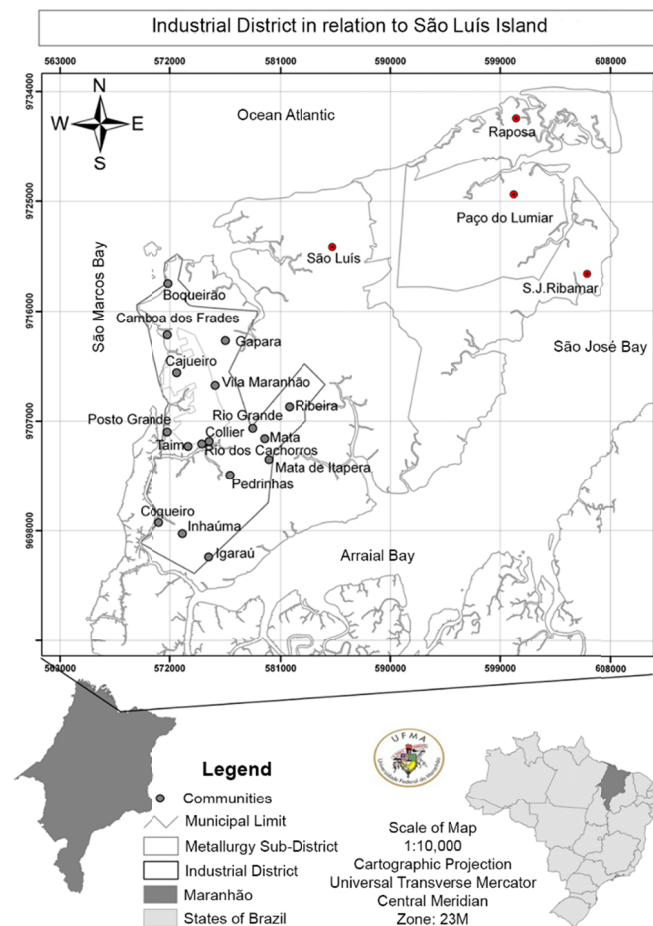 Industrial District in relation to São Luís Island
563000 572000 581000 590000 599000 608000
9734000
9725000
9716000
9707000
9698000
N
W E
S
Ocean Atlantic
Raposa
Paço do Lumiar
São Luís
S.J.Ribamar
São Marcos Bay
Boqueirão
Camboa dos Frades
Gapara
São José Bay
Cajueiro
Vila Maranhão
Ribeira
Rio Grande
Posto Grande
Collier
Mata
Taim
Rio dos Cachorros
Mata de Itapera
Pedrinhas
Coqueiro
Inhaúma
Igaraú
Arraial Bay
563000 572000 581000 590000 599000 608000
Legend
Communities
Municipal Limit
Metallurgy Sub-District
Industrial District
Maranhão
States of Brazil
UFMA
Universidade Federal do Maranhão
Scale of Map
1:10,000
Cartographic Projection
Universal Transverse Mercator
Central Meridian
Zone: 23M